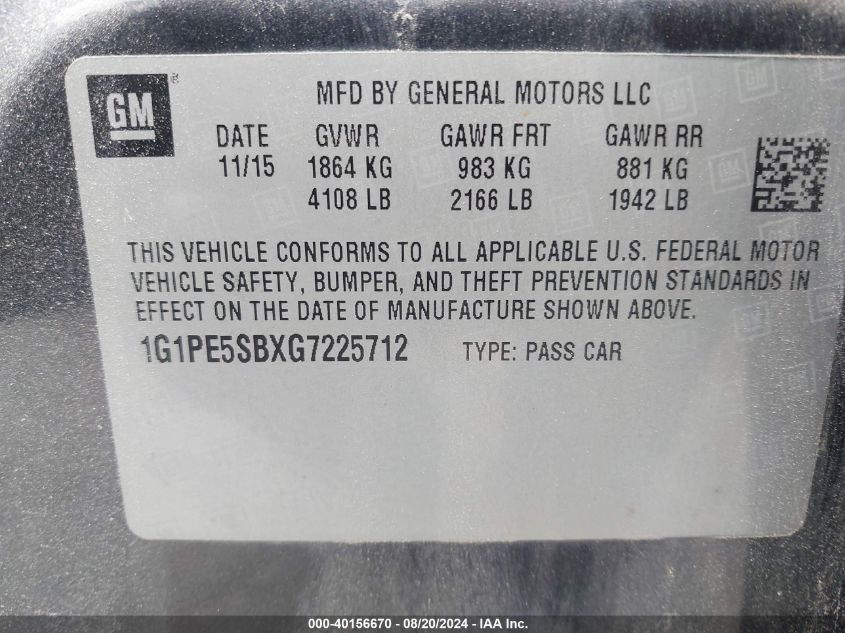 GM ®
MFD BY GENERAL MOTORS LLC
DATE GVWR GAWR FRT GAWR RR
11/15 1864 KG 983 KG 881 KG
4108 LB 2166 LB 1942 LB
THIS VEHICLE CONFORMS TO ALL APPLICABLE U.S. FEDERAL MOTOR
VEHICLE SAFETY, BUMPER, AND THEFT PREVENTION STANDARDS IN
EFFECT ON THE DATE OF MANUFACTURE SHOWN ABOVE.
1G1PE5SBXG7225712 TYPE: PASS CAR
000-40156670 - 08/20/2024 - IAA Inc.